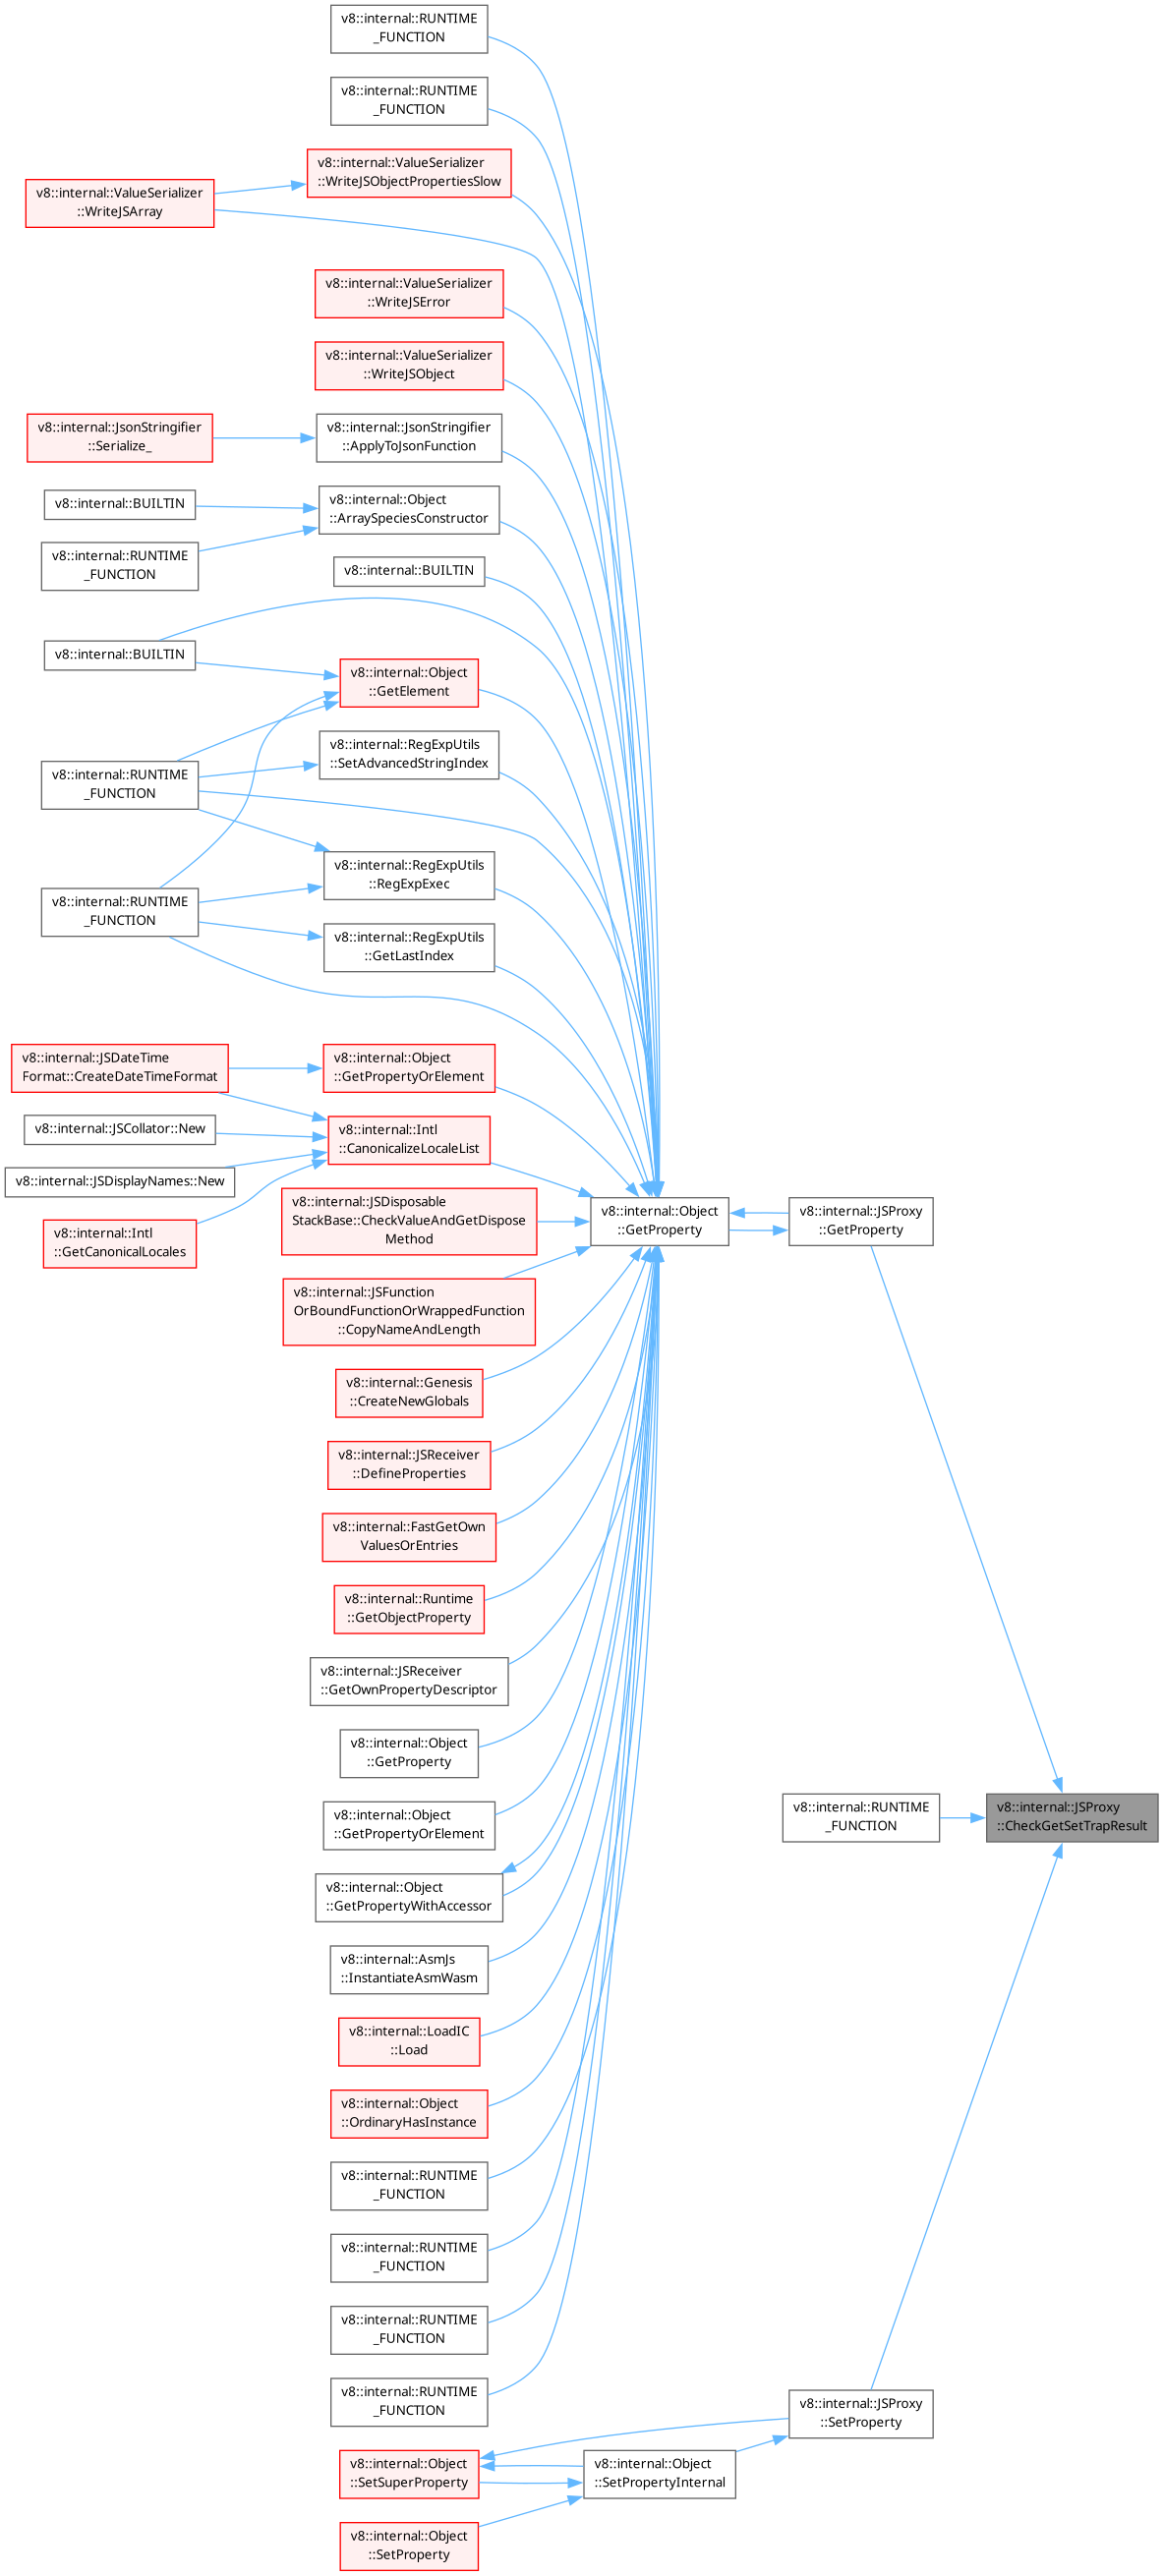 v8::internal::RUNTIME
_FUNCTION
v8::internal::RUNTIME
_FUNCTION
v8::internal::ValueSerializer
::WriteJSObjectPropertiesSlow
v8::internal::ValueSerializer
::WriteJSArray
v8::internal::ValueSerializer
::WriteJSError
v8::internal::ValueSerializer
::WriteJSObject
v8::internal::JsonStringifier
::Serialize_
v8::internal::JsonStringifier
::ApplyToJsonFunction
v8::internal::BUILTIN
v8::internal::Object
::ArraySpeciesConstructor
v8::internal::RUNTIME
_FUNCTION
v8::internal::BUILTIN
v8::internal::BUILTIN
v8::internal::Object
::GetElement
v8::internal::RegExpUtils
::SetAdvancedStringIndex
v8::internal::RUNTIME
_FUNCTION
v8::internal::RegExpUtils
::RegExpExec
v8::internal::RUNTIME
_FUNCTION
v8::internal::RegExpUtils
::GetLastIndex
v8::internal::JSDateTime
Format::CreateDateTimeFormat
v8::internal::Object
::GetPropertyOrElement
v8::internal::JSCollator::New
v8::internal::Intl
::CanonicalizeLocaleList
v8::internal::JSDisplayNames::New
v8::internal::Intl
::GetCanonicalLocales
v8::internal::JSDisposable
StackBase::CheckValueAndGetDispose
Method
v8::internal::Object
::GetProperty
v8::internal::JSProxy
::GetProperty
v8::internal::JSFunction
OrBoundFunctionOrWrappedFunction
::CopyNameAndLength
v8::internal::Genesis
::CreateNewGlobals
v8::internal::JSReceiver
::DefineProperties
v8::internal::FastGetOwn
ValuesOrEntries
v8::internal::Runtime
::GetObjectProperty
v8::internal::JSReceiver
::GetOwnPropertyDescriptor
v8::internal::Object
::GetProperty
v8::internal::Object
::GetPropertyOrElement
v8::internal::RUNTIME
_FUNCTION
v8::internal::JSProxy
::CheckGetSetTrapResult
v8::internal::Object
::GetPropertyWithAccessor
v8::internal::AsmJs
::InstantiateAsmWasm
v8::internal::LoadIC
::Load
v8::internal::Object
::OrdinaryHasInstance
v8::internal::RUNTIME
_FUNCTION
v8::internal::RUNTIME
_FUNCTION
v8::internal::RUNTIME
_FUNCTION
v8::internal::RUNTIME
_FUNCTION
v8::internal::JSProxy
::SetProperty
v8::internal::Object
::SetSuperProperty
v8::internal::Object
::SetPropertyInternal
v8::internal::Object
::SetProperty